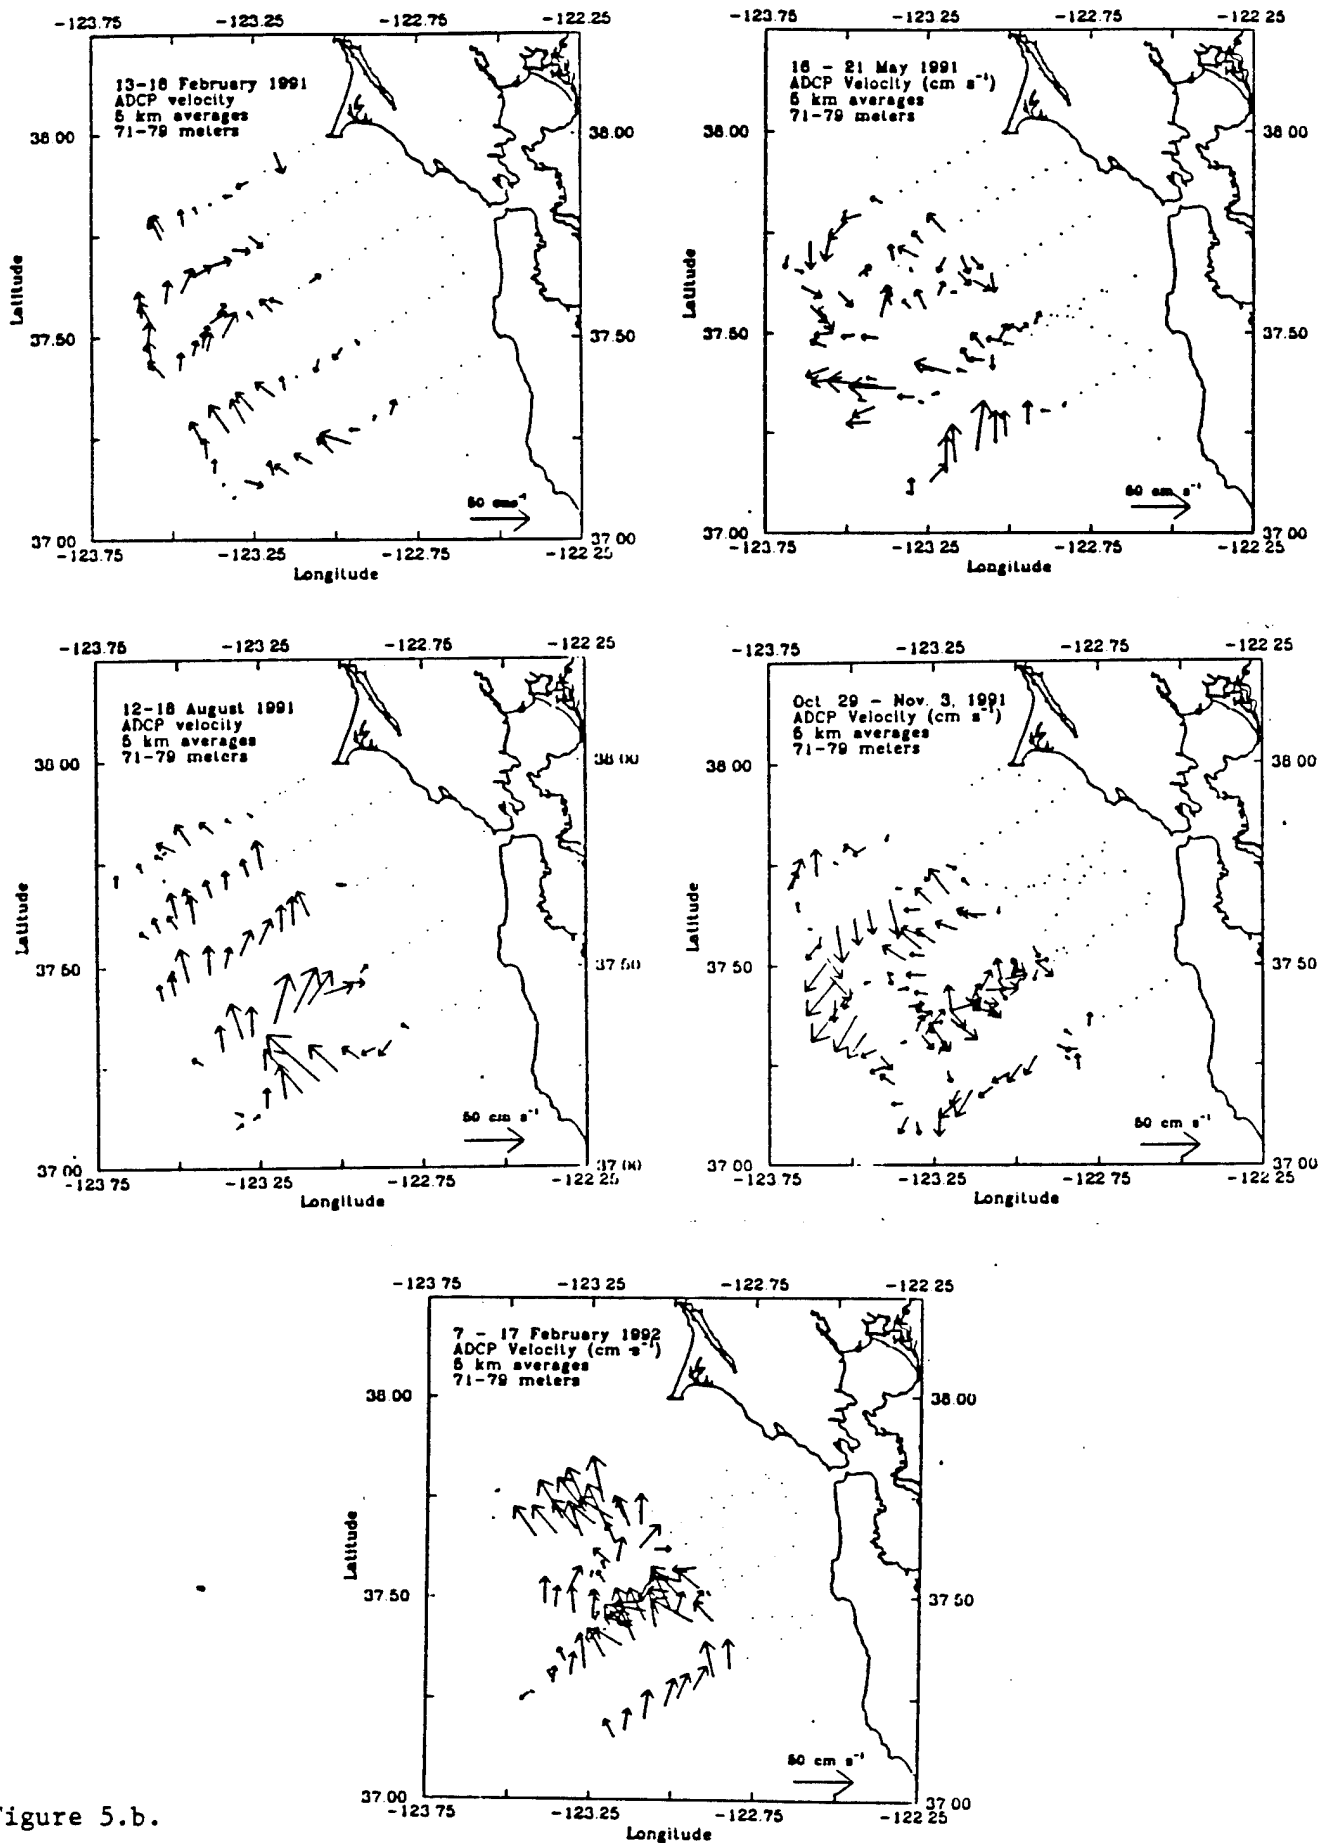 -123.75 -123.25 -122.75 -122 25
13-16 February 1991
ADCP velocity
5 km averages
71-79 meters
38.00 38.00
Latitude
37.50 37.50
50 cms⁻¹
37 00 37 00
-123.75 -123.25 -122.75 -122 25
Longitude
-123.75 -123.25 -122.75 -122 25
16 - 21 May 1991
ADCP Velocity (cm s⁻¹)
5 km averages
71-79 meters
38.00 38.00
Latitude
37.50 37.50
50 cm s⁻¹
37.00 37.00
-123.75 -123.25 -122.75 -122 25
Longitude
-123.75 -123 25 -122.75 -122 25
12-16 August 1991
ADCP velocity
5 km averages
71-79 meters
38 00 38 00
Latitude
37.50 37.50
50 cm s⁻¹
37 00 37 00
-123.75 -123.25 -122.75 -122.25
Longitude
-123.75 -123.25 -122.75 -122 25
Oct 29 - Nov. 3, 1991
ADCP Velocity (cm s⁻¹)
5 km averages
71-79 meters
38 00 38 00
Latitude
37 50 37 50
50 cm s⁻¹
37 00 37 00
-123.75 -123.25 -122.75 -122 25
Longitude
-123 75 -123.25 -122.75 -122 25
7 - 17 February 1992
ADCP Velocity (cm s⁻¹)
5 km averages
71-79 meters
38.00 38 00
Latitude
37.50 37 50
50 cm s⁻¹
37.00 37 00
-123.75 -123.25 -122.75 -122 25
Longitude
igure 5.b.